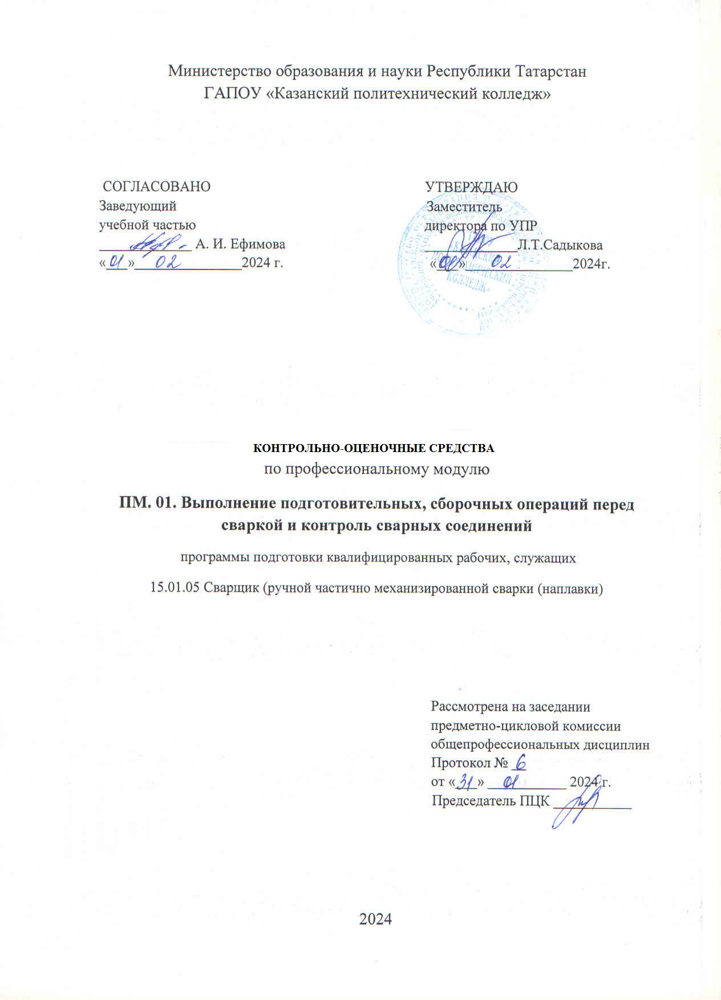 Министерство образования и науки Республики Татарстан
ГАПОУ «Казанский политехнический колледж»
СОГЛАСОВАНО
Заведующий
учебной частью
А. И. Ефимова
«01» 02 2024 г.
УТВЕРЖДАЮ
Заместитель
директора по УПР
Л.Т.Садыкова
«01» 02 2024г.
КОЛЛЕДЖ»
КОНТРОЛЬНО-ОЦЕНОЧНЫЕ СРЕДСТВА
по профессиональному модулю
ПМ. 01. Выполнение подготовительных, сборочных операций перед
сваркой и контроль сварных соединений
программы подготовки квалифицированных рабочих, служащих
15.01.05 Сварщик (ручной частично механизированной сварки (наплавки)
Рассмотрена на заседании
предметно-цикловой комиссии
общепрофессиональных дисциплин
Протокол № 6
от «31» 01 2024 г.
Председатель ПЦК
2024